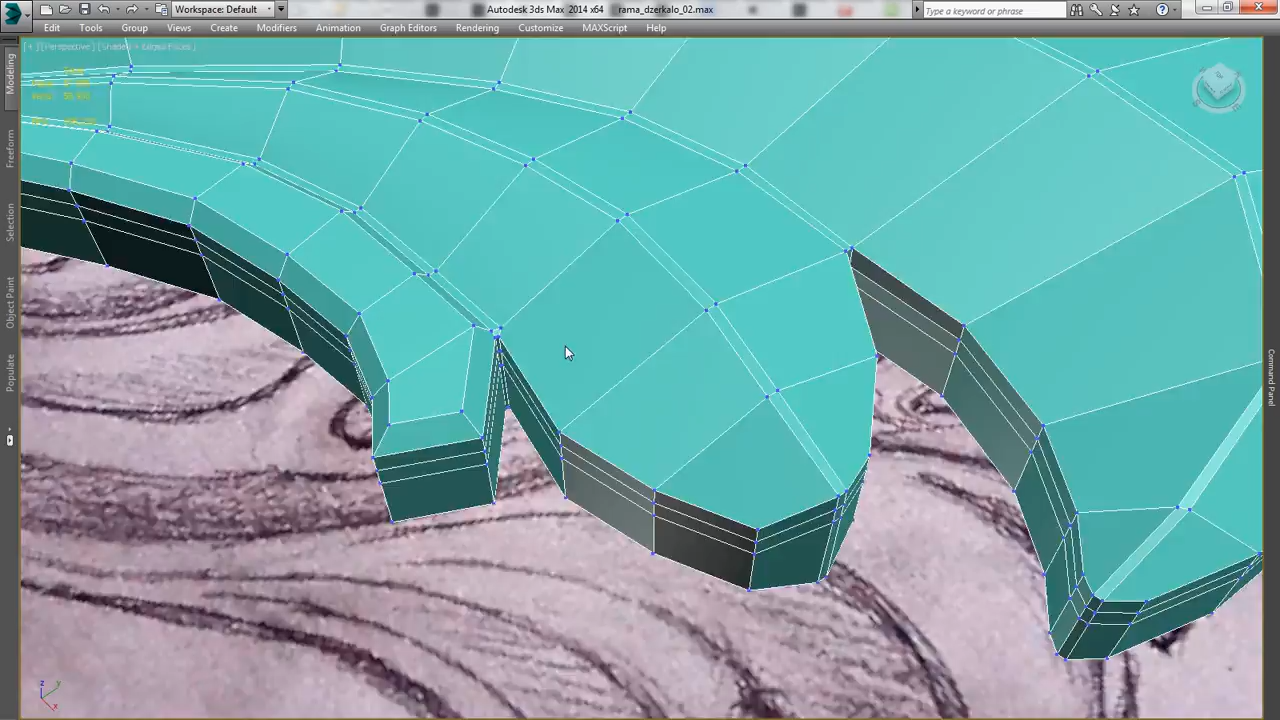 Workspace: Default
Autodesk 3ds Max 2014 x64
rama_dzerkalo_02.max
Type a keyword or phrase
Edit
Tools
Group
Views
Create
Modifiers
Animation
Graph Editors
Rendering
Customize
MAXScript
Help
Modeling
Freeform
Selection
Object Paint
Populate
Command Panel
z
y
x